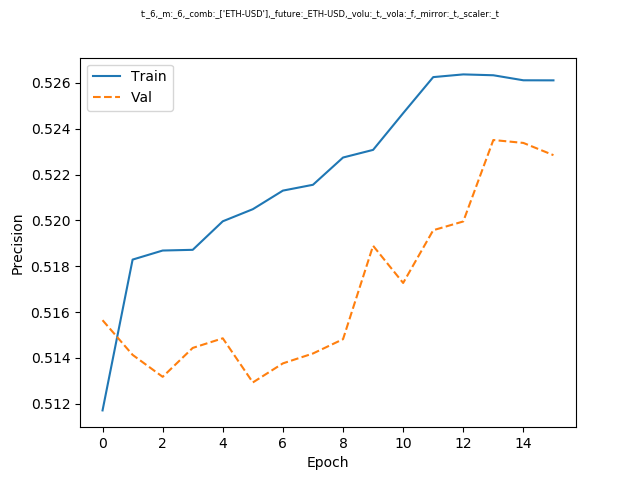 t:_6,_m:_6,_comb:_['ETH-USD'],_future:_ETH-USD,_volu:_t,_vola:_f,_mirror:_t,_scaler:_t
Train
Val
0.526
0.524
0.522
0.520
0.518
0.516
0.514
0.512
Precision
0 2 4 6 8 10 12 14
Epoch